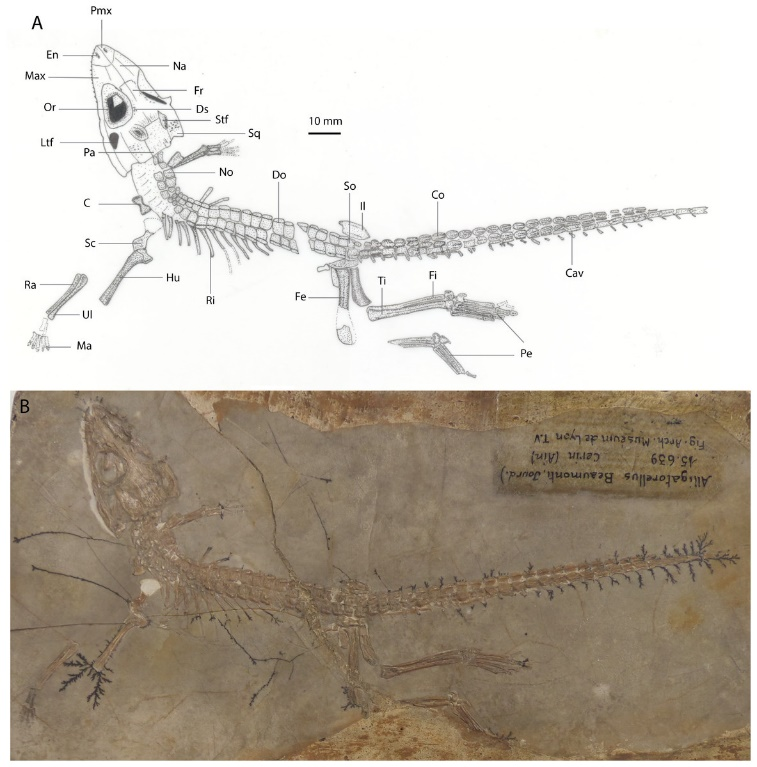 A
Pmx
En
Na
Max
Fr
Or
Ds
Stf
Sq
10 mm
Ltf
Pa
No
Do
So
Il
Co
C
Sc
Cav
Ra
Hu
Ri
Fe
Ti
Fi
Ul
Ma
Pe
B
Alligatorellus Beaumonti, Jourd.)
15.639 Cerin (Ain)
Fig. Arch. Muséum de Lyon T.V